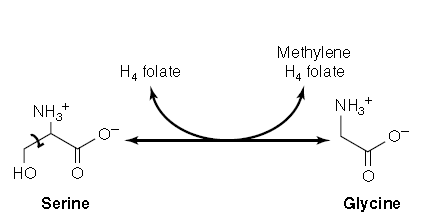 Methylene
H₄ folate
H₄ folate
NH₃⁺
O⁻
HO
O
NH₃⁺
O⁻
O
Serine
Glycine